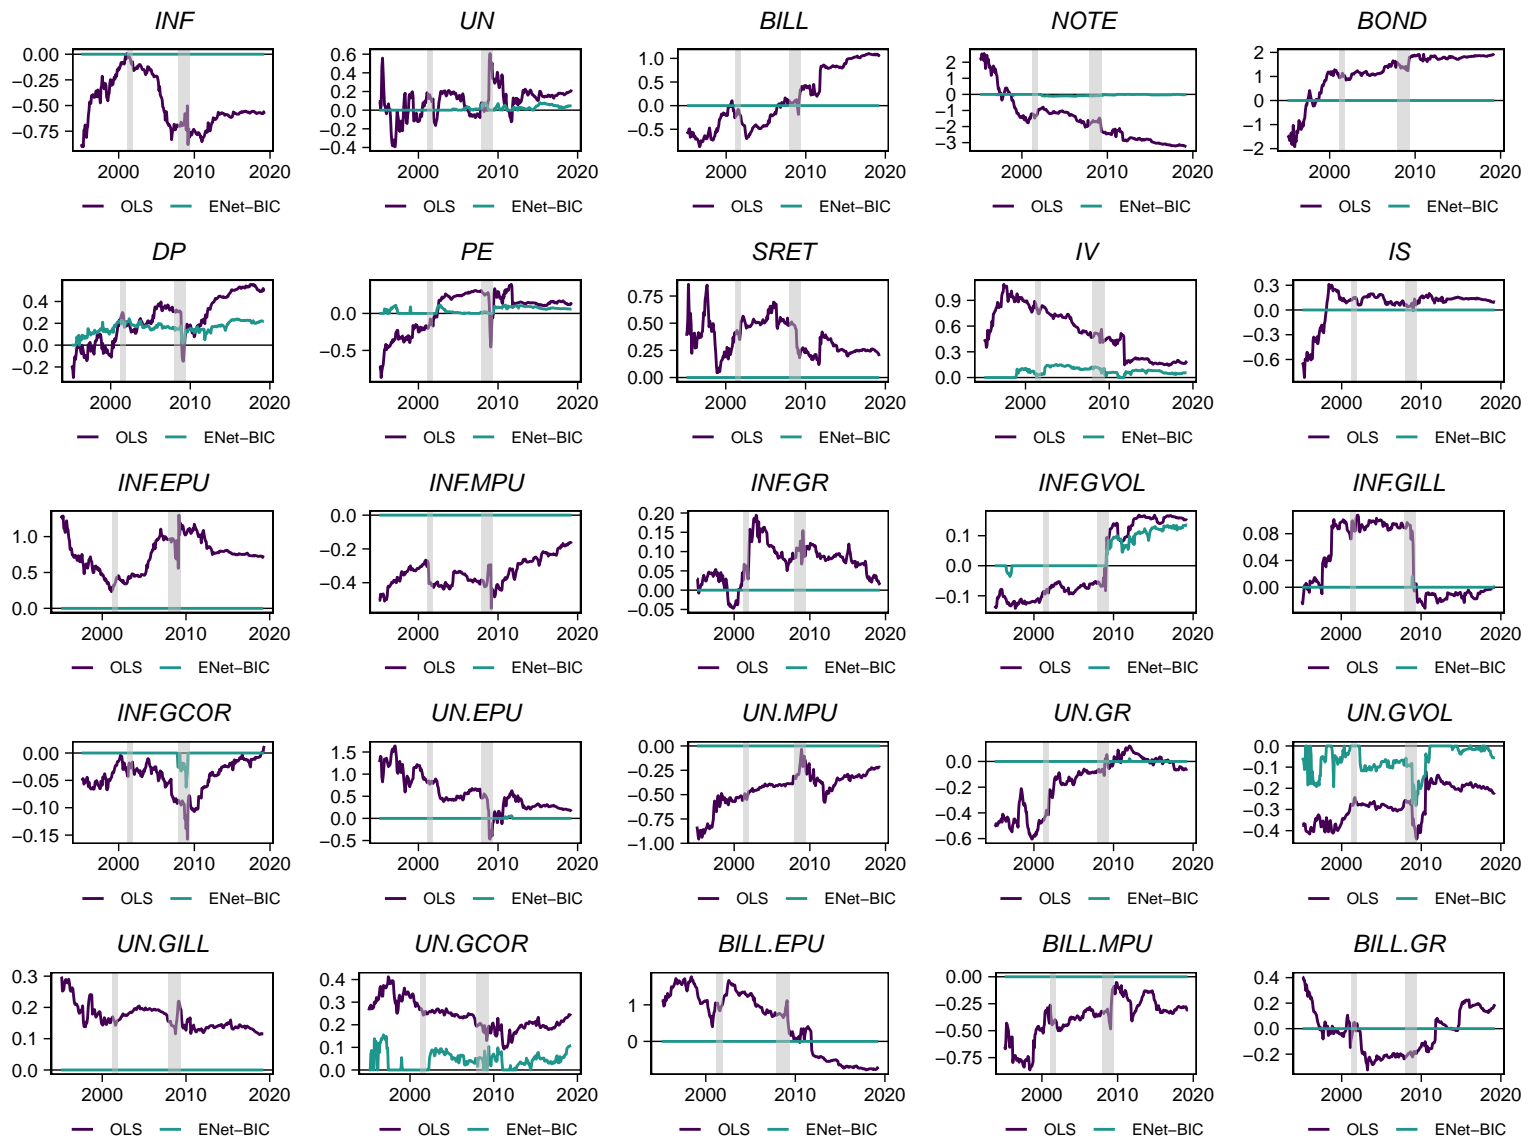 INF UN BILL NOTE BOND
0.00 −0.25 −0.50 −0.75 2000 2010 2020
0.6 0.4 0.2 0.0 −0.2 −0.4 2000 2010 2020
1.0 0.5 0.0 −0.5 2000 2010 2020
2 1 0 −1 −2 −3 2000 2010 2020
2 1 0 −1 −2 2000 2010 2020
OLS ENet−BIC OLS ENet−BIC OLS ENet−BIC OLS ENet−BIC OLS ENet−BIC
DP PE SRET IV IS
0.4 0.2 0.0 −0.2 2000 2010 2020
0.0 −0.5 2000 2010 2020
0.75 0.50 0.25 0.00 2000 2010 2020
0.9 0.6 0.3 0.0 2000 2010 2020
0.3 0.0 −0.3 −0.6 2000 2010 2020
OLS ENet−BIC OLS ENet−BIC OLS ENet−BIC OLS ENet−BIC OLS ENet−BIC
INF.EPU INF.MPU INF.GR INF.GVOL INF.GILL
1.0 0.5 0.0 2000 2010 2020
0.0 −0.2 −0.4 2000 2010 2020
0.20 0.15 0.10 0.05 0.00 −0.05 2000 2010 2020
0.1 0.0 −0.1 2000 2010 2020
0.08 0.04 0.00 2000 2010 2020
OLS ENet−BIC OLS ENet−BIC OLS ENet−BIC OLS ENet−BIC OLS ENet−BIC
INF.GCOR UN.EPU UN.MPU UN.GR UN.GVOL
0.00 −0.05 −0.10 −0.15 2000 2010 2020
1.5 1.0 0.5 0.0 −0.5 2000 2010 2020
0.00 −0.25 −0.50 −0.75 −1.00 2000 2010 2020
0.0 −0.2 −0.4 −0.6 2000 2010 2020
0.0 −0.1 −0.2 −0.3 −0.4 2000 2010 2020
OLS ENet−BIC OLS ENet−BIC OLS ENet−BIC OLS ENet−BIC OLS ENet−BIC
UN.GILL UN.GCOR BILL.EPU BILL.MPU BILL.GR
0.3 0.2 0.1 0.0 2000 2010 2020
0.4 0.3 0.2 0.1 0.0 2000 2010 2020
1 0 2000 2010 2020
0.00 −0.25 −0.50 −0.75 2000 2010 2020
0.4 0.2 0.0 −0.2 2000 2010 2020
OLS ENet−BIC OLS ENet−BIC OLS ENet−BIC OLS ENet−BIC OLS ENet−BIC